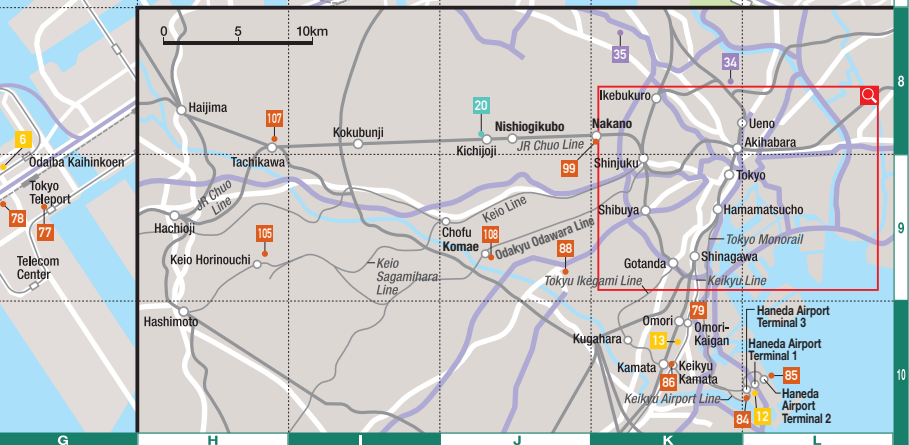 0 5 10km
35
34
8
Ikebukuro
Haijima
107
20
Nishiogikubo
Nakano
Ueno
Kokubunji
6
Odaiba Kaihinkoen
Tachikawa
Kichijoji
JR Chuo Line
Akihabara
99
Shinjuku
Tokyo
Tokyo
Teleport
JR Chuo
Line
Keio Line
78
77
Hachioji
Shibuya
Hamamatsucho
9
105
Chofu
Komae
108
Odakyu Odawara Line
88
Tokyo Monorail
Telecom
Center
Keio Horinouchi
Keio
Sagamihara
Line
Gotanda
Shinagawa
Tokyu Ikegami Line
Keikyu Line
Hashimoto
79
Haneda Airport
Terminal 3
Omori
Omori-
Kaigan
Kugahara
13
Haneda Airport
Terminal 1
Kamata
Keikyu
Kamata
86
85
10
Keikyu Airport Line
Haneda
Airport
Terminal 2
84
12
G H I J K L